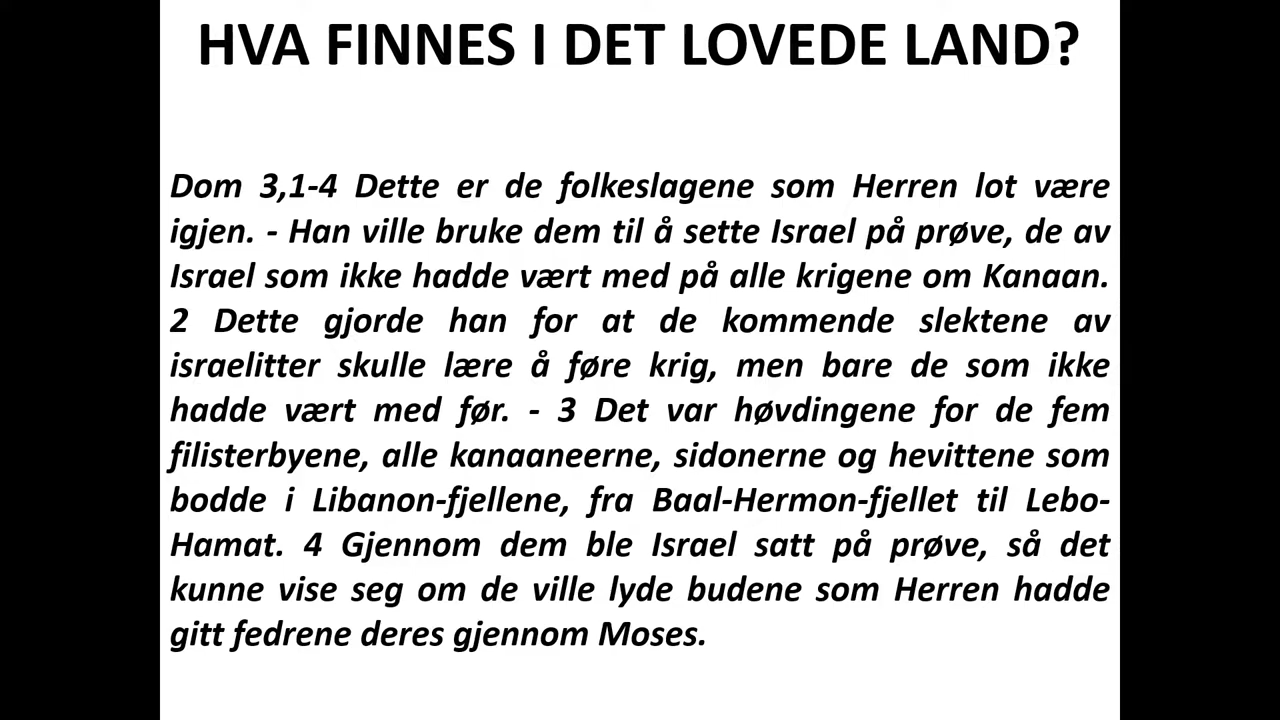 HVA FINNES I DET LOVEDE LAND?
Dom 3,1-4 Dette er de folkeslagene som Herren lot være
igjen. - Han ville bruke dem til å sette Israel på prøve, de av
Israel som ikke hadde vært med på alle krigene om Kanaan.
2 Dette gjorde han for at de kommende slektene av
israelitter skulle lære å føre krig, men bare de som ikke
hadde vært med før. - 3 Det var høvdingene for de fem
filisterbyene, alle kanaaneerne, sidonerne og hevittene som
bodde i Libanon-fjellene, fra Baal-Hermon-fjellet til Lebo-
Hamat. 4 Gjennom dem ble Israel satt på prøve, så det
kunne vise seg om de ville lyde budene som Herren hadde
gitt fedrene deres gjennom Moses.